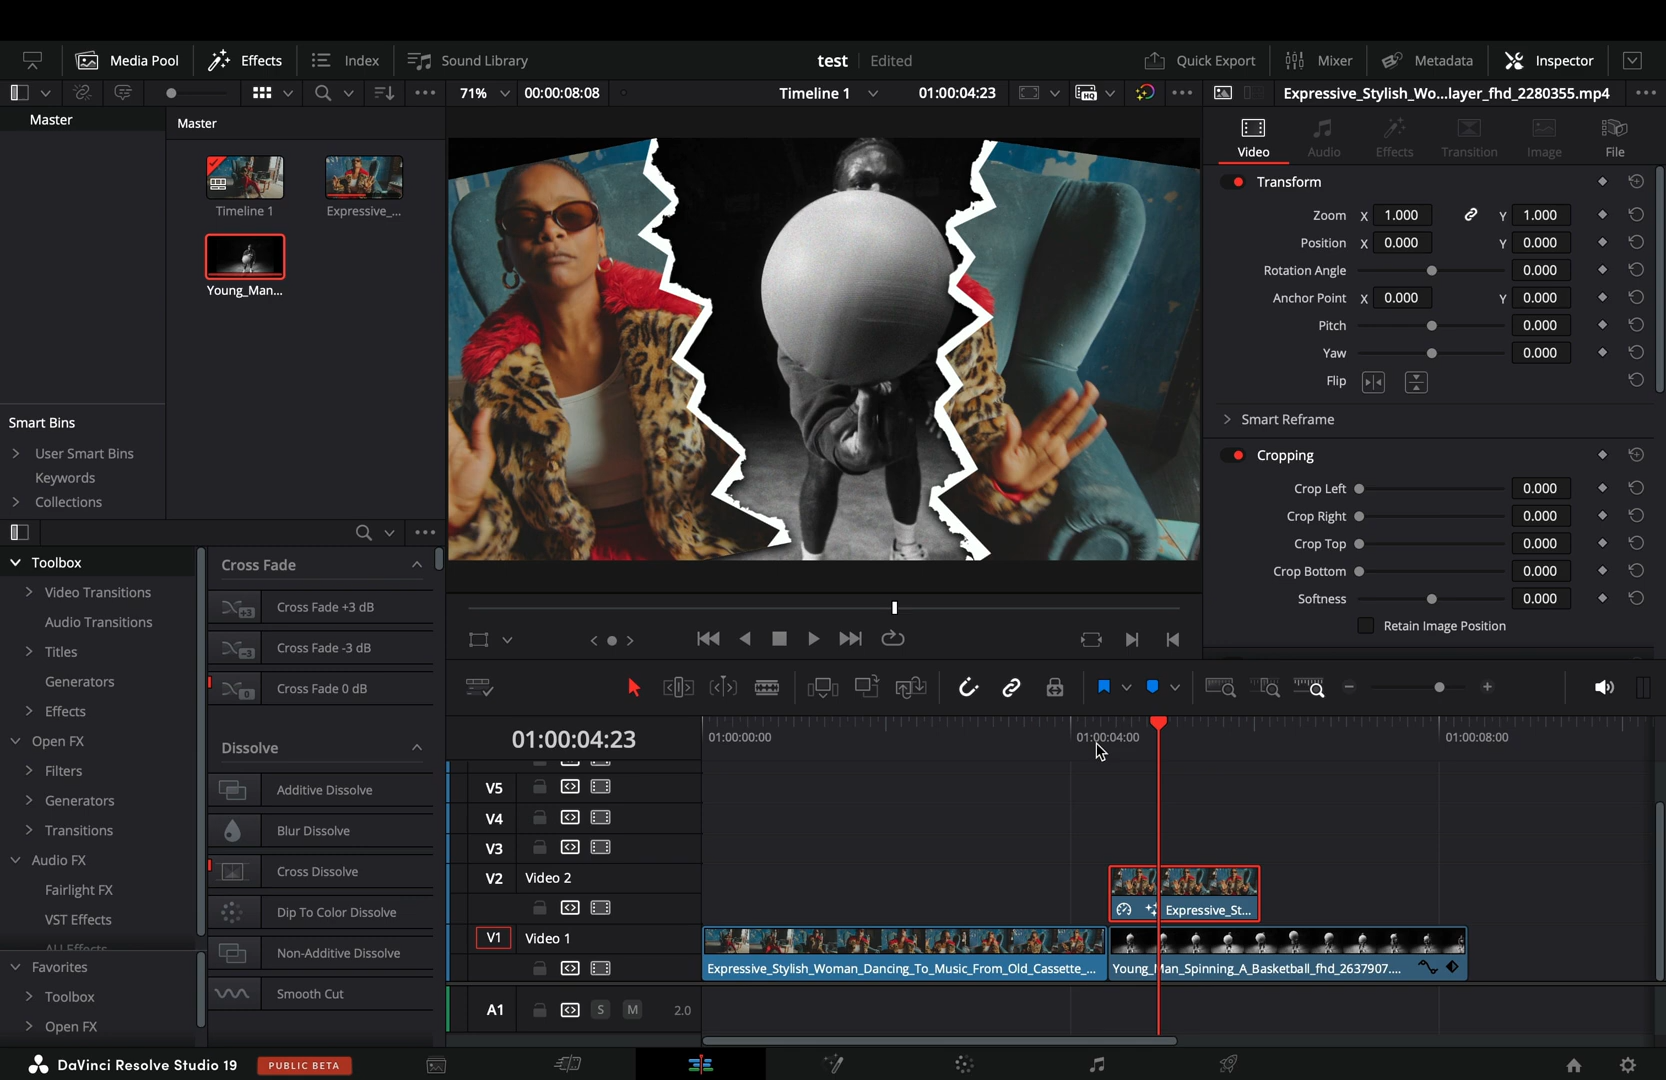 Media Pool
Effects
Index
Sound Library
test
Edited
Quick Export
Mixer
Metadata
Inspector
71%
00:00:08:08
Timeline 1
01:00:04:23
HQ
Expressive_Stylish_Wo...layer_fhd_2280355.mp4
Master
Master
Timeline 1
Expressive_...
Young_Man...
Smart Bins
User Smart Bins
Keywords
Collections
Video
Audio
Effects
Transition
Image
File
Transform
Zoom X 1.000 Y 1.000
Position X 0.000 Y 0.000
Rotation Angle 0.000
Anchor Point X 0.000 Y 0.000
Pitch 0.000
Yaw 0.000
Flip
Smart Reframe
Cropping
Crop Left 0.000
Crop Right 0.000
Crop Top 0.000
Crop Bottom 0.000
Softness 0.000
Retain Image Position
Toolbox
Video Transitions
Audio Transitions
Titles
Generators
Effects
Open FX
Filters
Generators
Transitions
Audio FX
Fairlight FX
VST Effects
AU Effects
Favorites
Toolbox
Open FX
Cross Fade
+3 Cross Fade +3 dB
-3 Cross Fade -3 dB
0 Cross Fade 0 dB
Dissolve
Additive Dissolve
Blur Dissolve
Cross Dissolve
Dip To Color Dissolve
Non-Additive Dissolve
Smooth Cut
01:00:04:23
01:00:00:00
01:00:04:00
01:00:08:00
V5
V4
V3
V2 Video 2
Expressive_St...
V1 Video 1
Expressive_Stylish_Woman_Dancing_To_Music_From_Old_Cassette_...
Young_Man_Spinning_A_Basketball_fhd_2637907....
A1 S M 2.0
DaVinci Resolve Studio 19
PUBLIC BETA